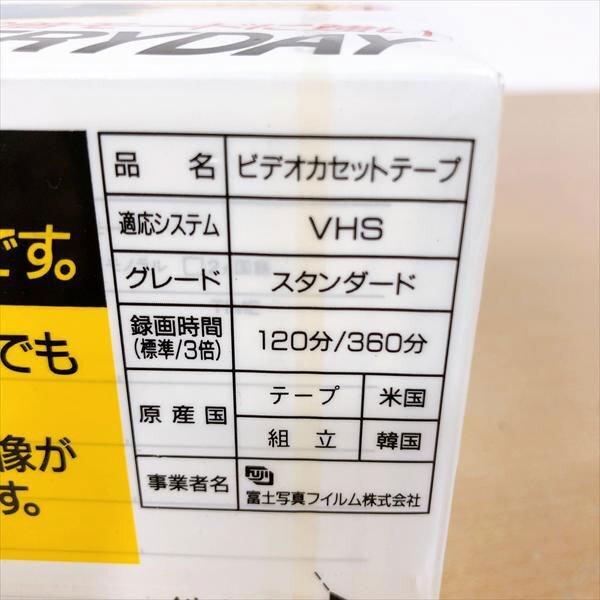 RYDAY
です。
でも
像が
す。
品名 ビデオカセットテープ
適応システム VHS
グレード スタンダード
録画時間 (標準/3倍) 120分/360分
原産国 テープ 米国
組立 韓国
事業者名 FUJI 富士写真フイルム株式会社